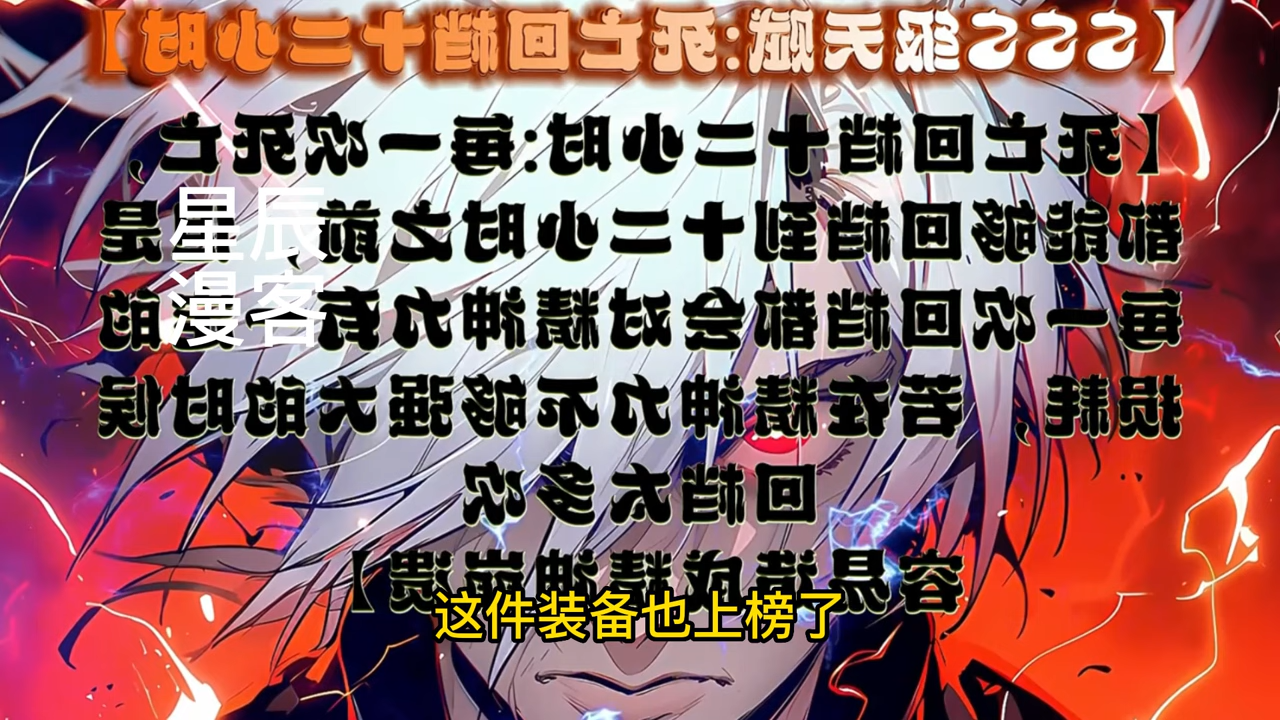 【SSS级天赋:死亡回档十二小时】
【死亡回档十二小时:每一次死亡,
都能够回档到十二小时之前,但是
每一次回档都会对精神力有一定的
损耗,若在精神力不够强大的时候
回档太多次
容易造成精神崩溃】
星辰
漫客
这件装备也上榜了